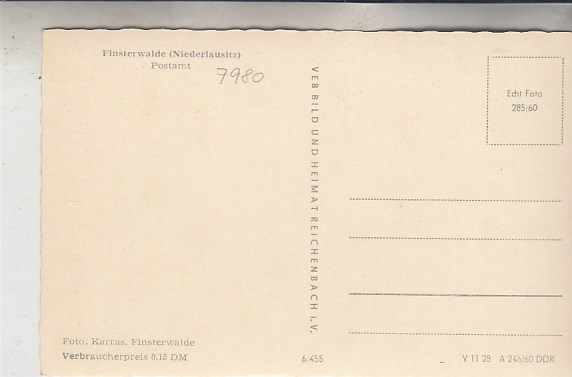 Finsterwalde (Niederlausitz)
Postamt
7980
VEB BILD UND HEIMAT REICHENBACH I. V.
Echt Foto
285/60
Foto. Karras, Finsterwalde
Verbraucherpreis 0,15 DM
6/455
V 11 28 A 246/60 DDR